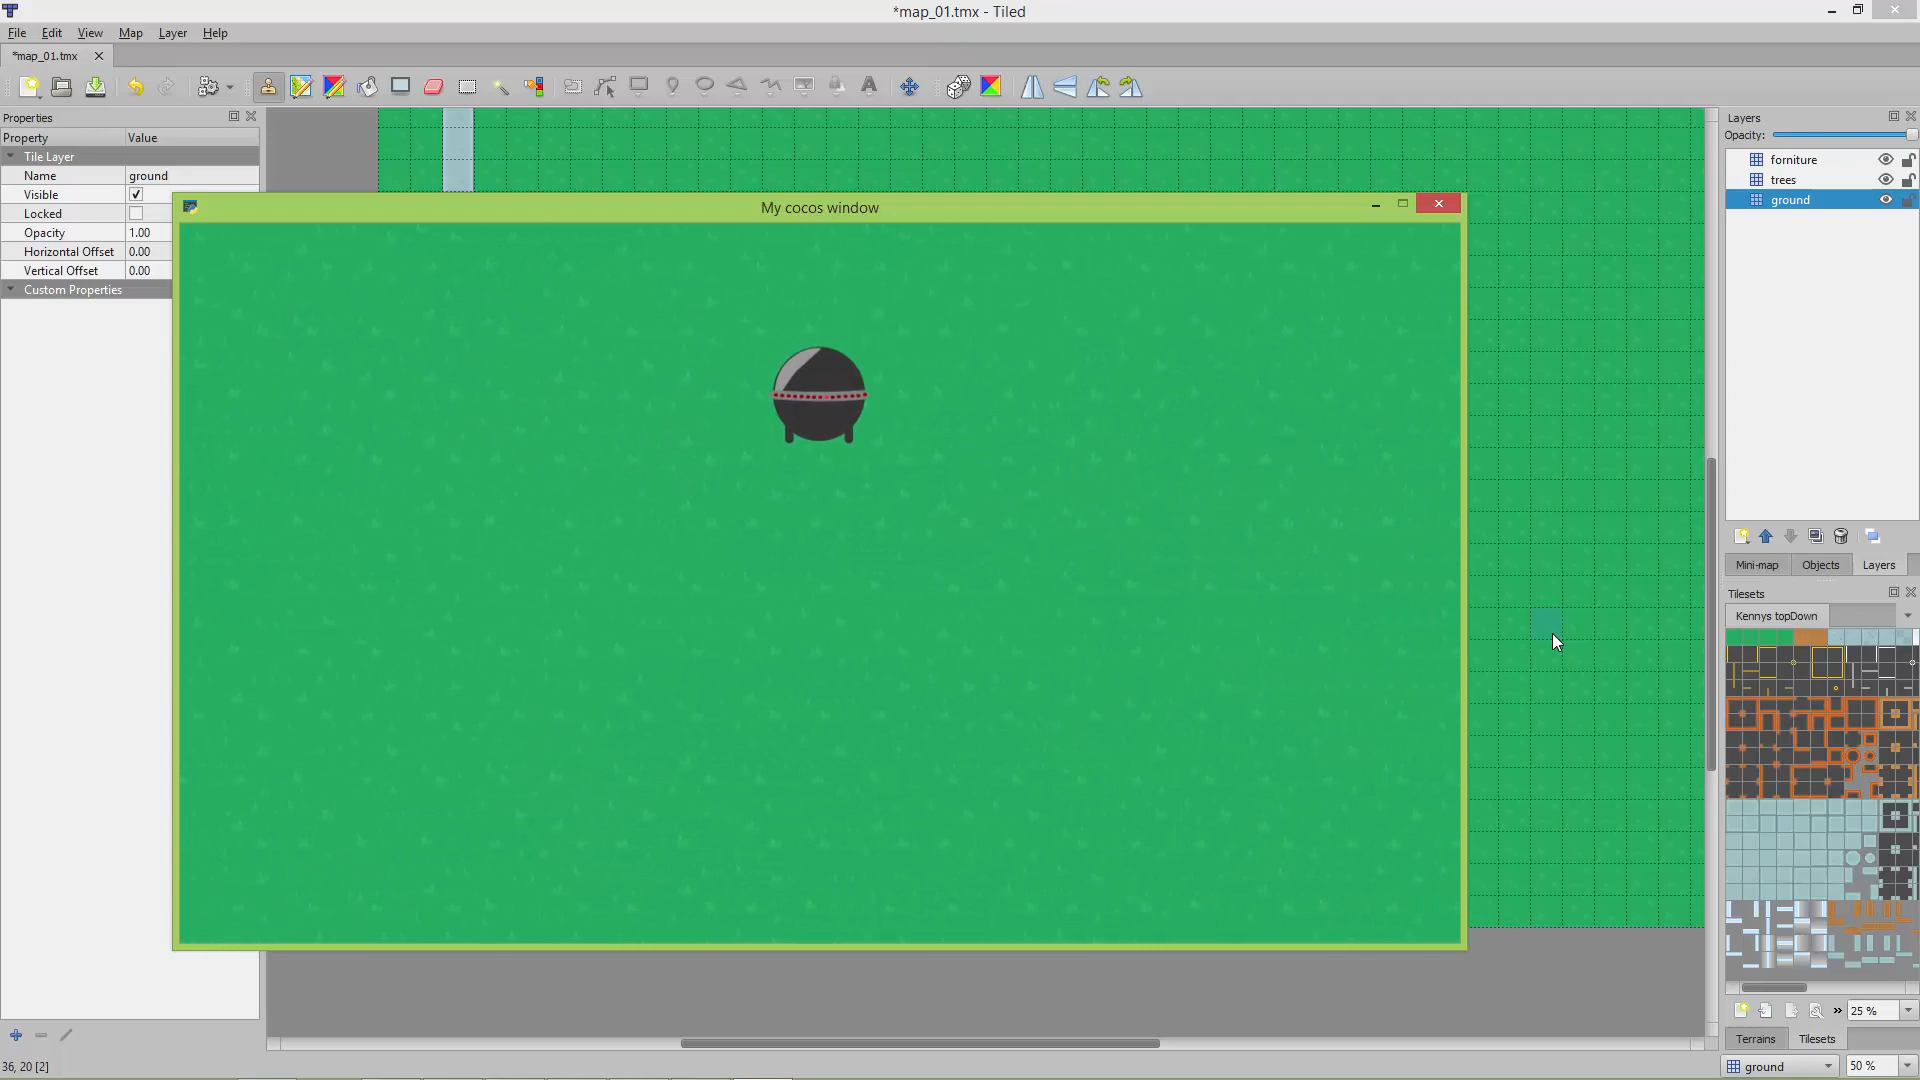 *map_01.tmx - Tiled
File Edit View Map Layer Help
*map_01.tmx
Properties
Property Value
Tile Layer
Name ground
Visible
Locked
Opacity 1.00
Horizontal Offset 0.00
Vertical Offset 0.00
Custom Properties
My cocos window
Layers
Opacity:
forniture
trees
ground
Mini-map Objects Layers
Tilesets
Kennys topDown
25 %
Terrains Tilesets
36, 20 [2]
ground 50 %